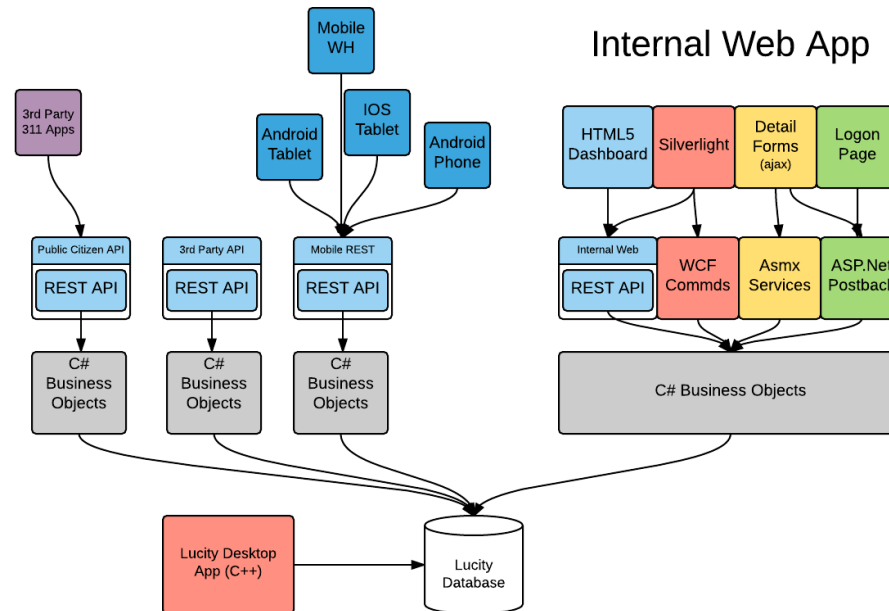 Internal Web App
Mobile
WH
3rd Party
311 Apps
Android
Tablet
IOS
Tablet
Android
Phone
HTML5
Dashboard
Silverlight
Detail
Forms
(ajax)
Logon
Page
Public Citizen API
REST API
3rd Party API
REST API
Mobile REST
REST API
Internal Web
REST API
WCF
Commds
Asmx
Services
ASP.Net
Postback
C#
Business
Objects
C#
Business
Objects
C#
Business
Objects
C# Business Objects
Lucity Desktop
App (C++)
Lucity
Database